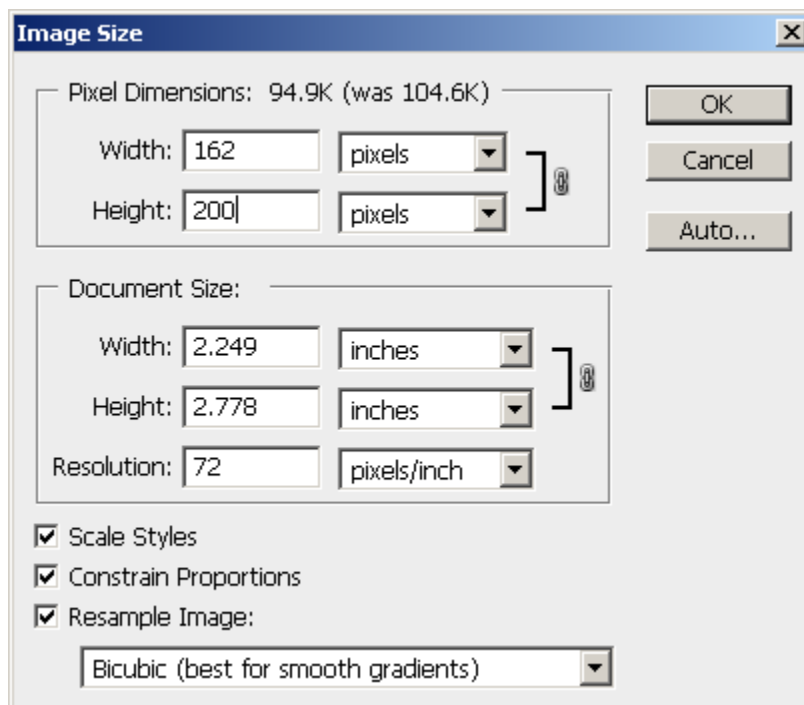 Image Size
Pixel Dimensions: 94.9K (was 104.6K)
OK
Width: 162 pixels
Cancel
Height: 200 pixels
Auto...
Document Size:
Width: 2.249 inches
Height: 2.778 inches
Resolution: 72 pixels/inch
Scale Styles
Constrain Proportions
Resample Image:
Bicubic (best for smooth gradients)